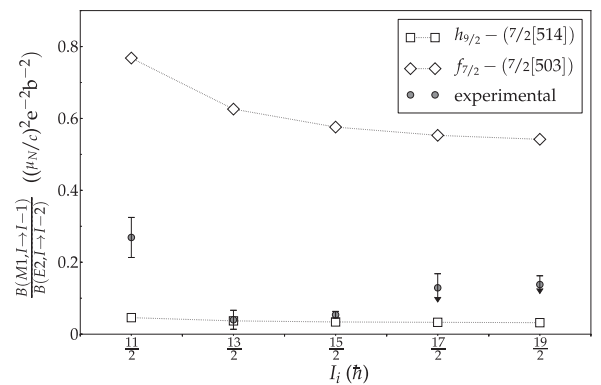 0.8
0.6
0.4
0.2
0
B(M1,I→I−1)/B(E2,I→I−2) ((μN/c)²e⁻²b⁻²)
h9/2 − (7/2[514])
f7/2 − (7/2[503])
experimental
11/2 13/2 15/2 17/2 19/2
Ii (ħ)